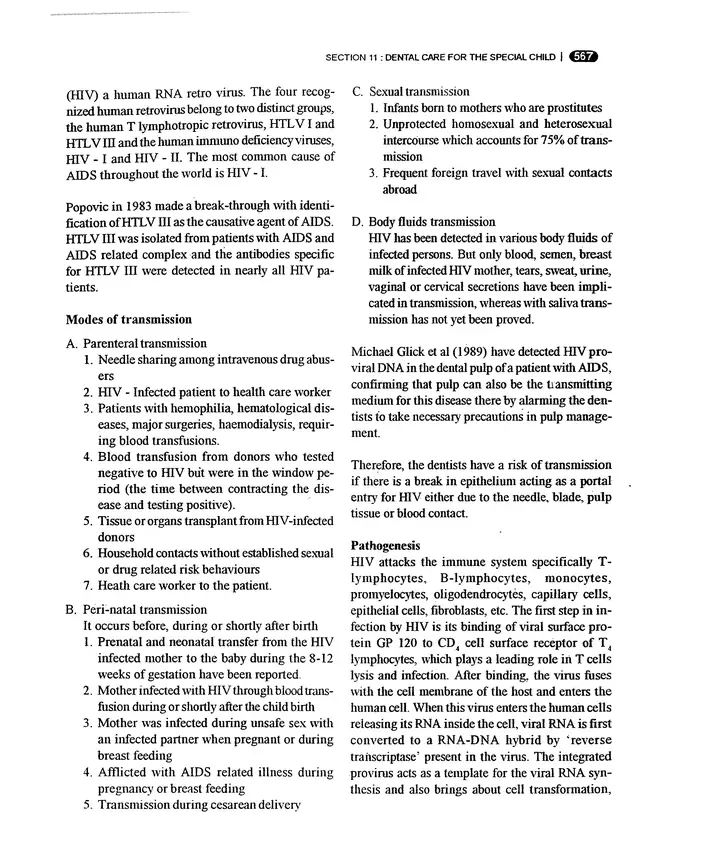 SECTION 11 : DENTAL CARE FOR THE SPECIAL CHILD | 567
(HIV) a human RNA retro virus. The four recog-
nized human retrovirus belong to two distinct groups,
the human T lymphotropic retrovirus, HTLV I and
HTLV III and the human immuno deficiency viruses,
HIV - I and HIV - II. The most common cause of
AIDS throughout the world is HIV - I.
Popovic in 1983 made a break-through with identi-
fication of HTLV III as the causative agent of AIDS.
HTLV III was isolated from patients with AIDS and
AIDS related complex and the antibodies specific
for HTLV III were detected in nearly all HIV pa-
tients.
Modes of transmission
A. Parenteral transmission
1. Needle sharing among intravenous drug abus-
ers
2. HIV - Infected patient to health care worker
3. Patients with hemophilia, hematological dis-
eases, major surgeries, haemodialysis, requir-
ing blood transfusions.
4. Blood transfusion from donors who tested
negative to HIV but were in the window pe-
riod (the time between contracting the dis-
ease and testing positive).
5. Tissue or organs transplant from HIV-infected
donors
6. Household contacts without established sexual
or drug related risk behaviours
7. Heath care worker to the patient.
B. Peri-natal transmission
It occurs before, during or shortly after birth
1. Prenatal and neonatal transfer from the HIV
infected mother to the baby during the 8-12
weeks of gestation have been reported.
2. Mother infected with HIV through blood trans-
fusion during or shortly after the child birth
3. Mother was infected during unsafe sex with
an infected partner when pregnant or during
breast feeding
4. Afflicted with AIDS related illness during
pregnancy or breast feeding
5. Transmission during cesarean delivery
C. Sexual transmission
1. Infants born to mothers who are prostitutes
2. Unprotected homosexual and heterosexual
intercourse which accounts for 75% of trans-
mission
3. Frequent foreign travel with sexual contacts
abroad
D. Body fluids transmission
HIV has been detected in various body fluids of
infected persons. But only blood, semen, breast
milk of infected HIV mother, tears, sweat, urine,
vaginal or cervical secretions have been impli-
cated in transmission, whereas with saliva trans-
mission has not yet been proved.
Michael Glick et al (1989) have detected HIV pro-
viral DNA in the dental pulp of a patient with AIDS,
confirming that pulp can also be the transmitting
medium for this disease there by alarming the den-
tists to take necessary precautions in pulp manage-
ment.
Therefore, the dentists have a risk of transmission
if there is a break in epithelium acting as a portal
entry for HIV either due to the needle, blade, pulp
tissue or blood contact.
Pathogenesis
HIV attacks the immune system specifically T-
lymphocytes, B-lymphocytes, monocytes,
promyelocytes, oligodendrocytes, capillary cells,
epithelial cells, fibroblasts, etc. The first step in in-
fection by HIV is its binding of viral surface pro-
tein GP 120 to CD4 cell surface receptor of T4
lymphocytes, which plays a leading role in T cells
lysis and infection. After binding, the virus fuses
with the cell membrane of the host and enters the
human cell. When this virus enters the human cells
releasing its RNA inside the cell, viral RNA is first
converted to a RNA-DNA hybrid by ‘reverse
transcriptase’ present in the virus. The integrated
provirus acts as a template for the viral RNA syn-
thesis and also brings about cell transformation,